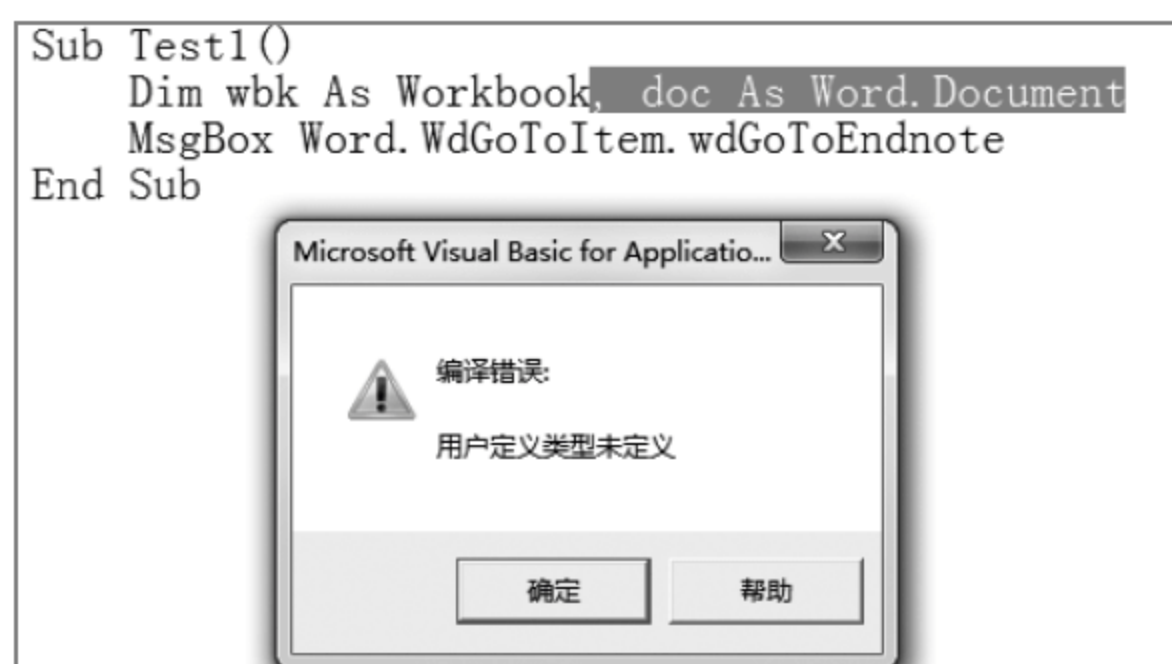 Sub Test1()
    Dim wbk As Workbook, doc As Word.Document
    MsgBox Word.WdGoToItem.wdGoToEndnote
End Sub
Microsoft Visual Basic for Applicatio...
编译错误:
用户定义类型未定义
确定 帮助